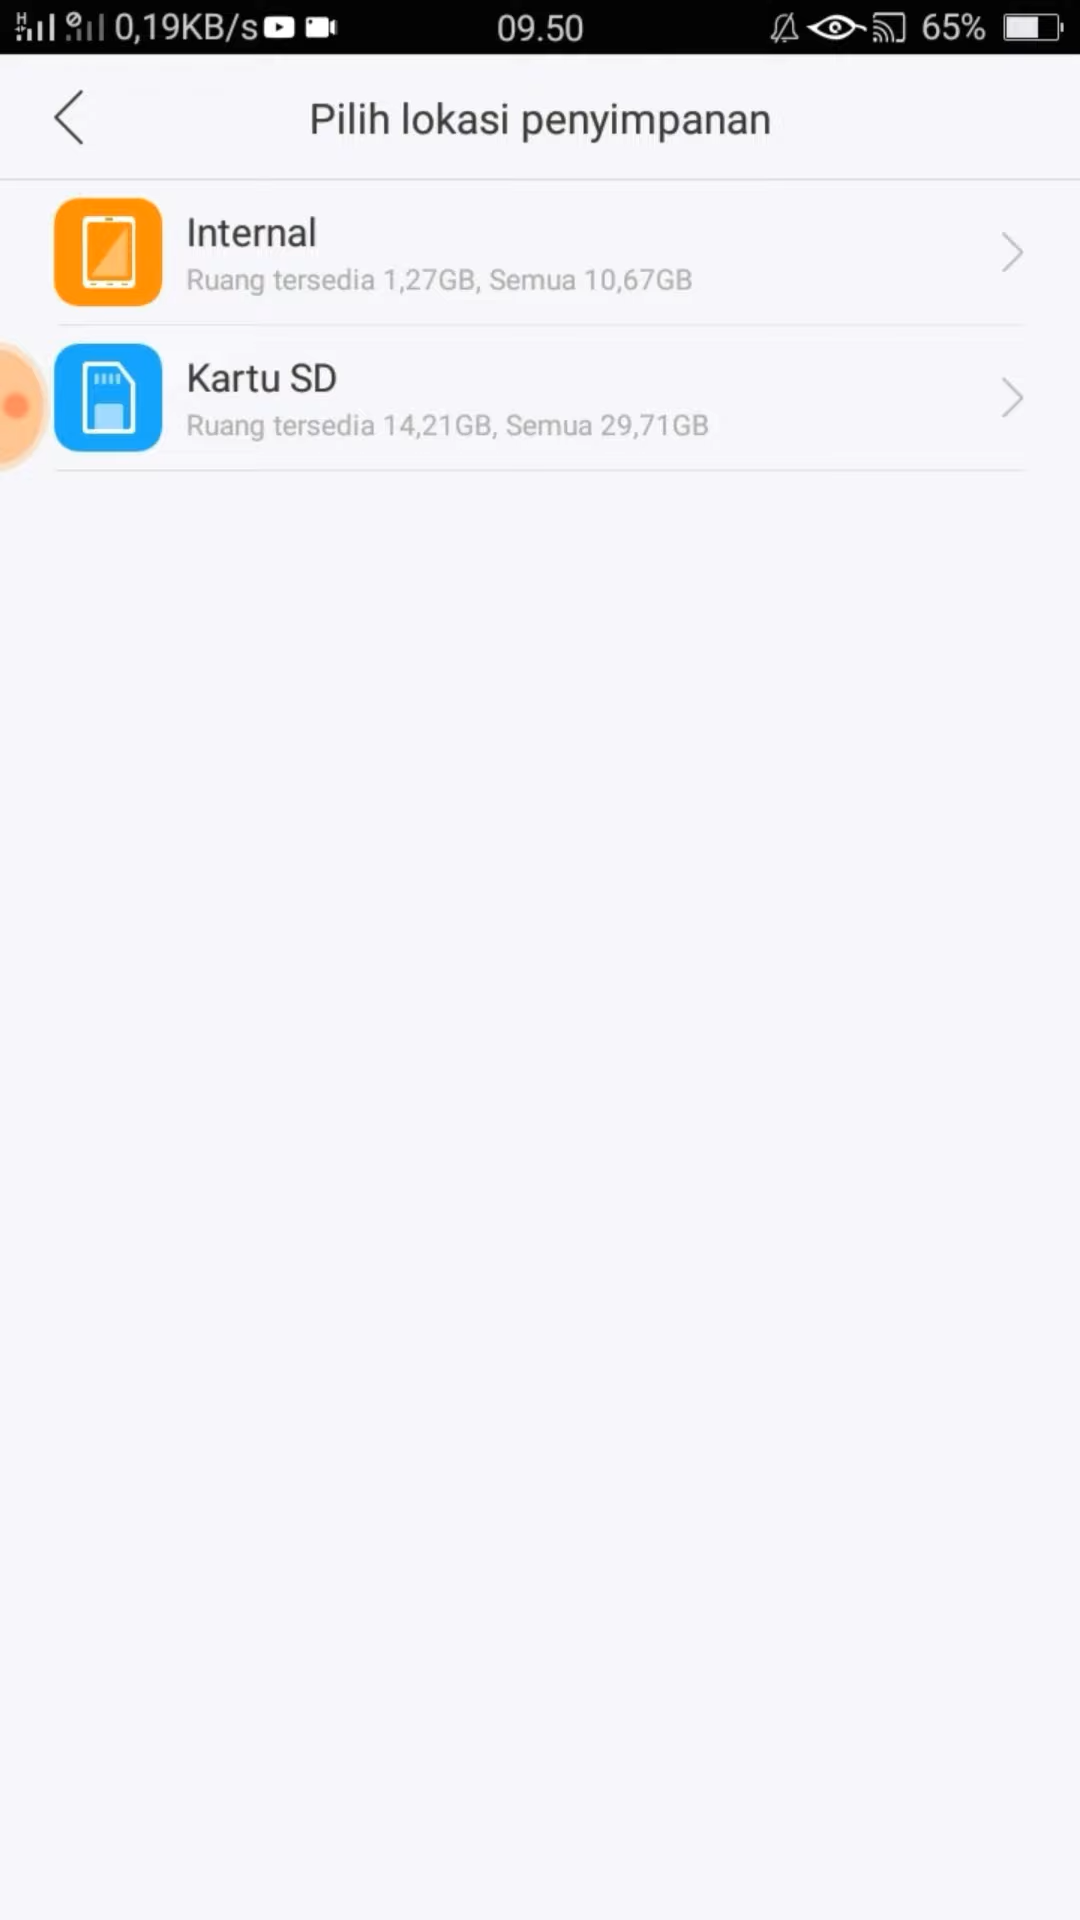 H 0,19KB/s 09.50 65%
Pilih lokasi penyimpanan
Internal
Ruang tersedia 1,27GB, Semua 10,67GB
Kartu SD
Ruang tersedia 14,21GB, Semua 29,71GB